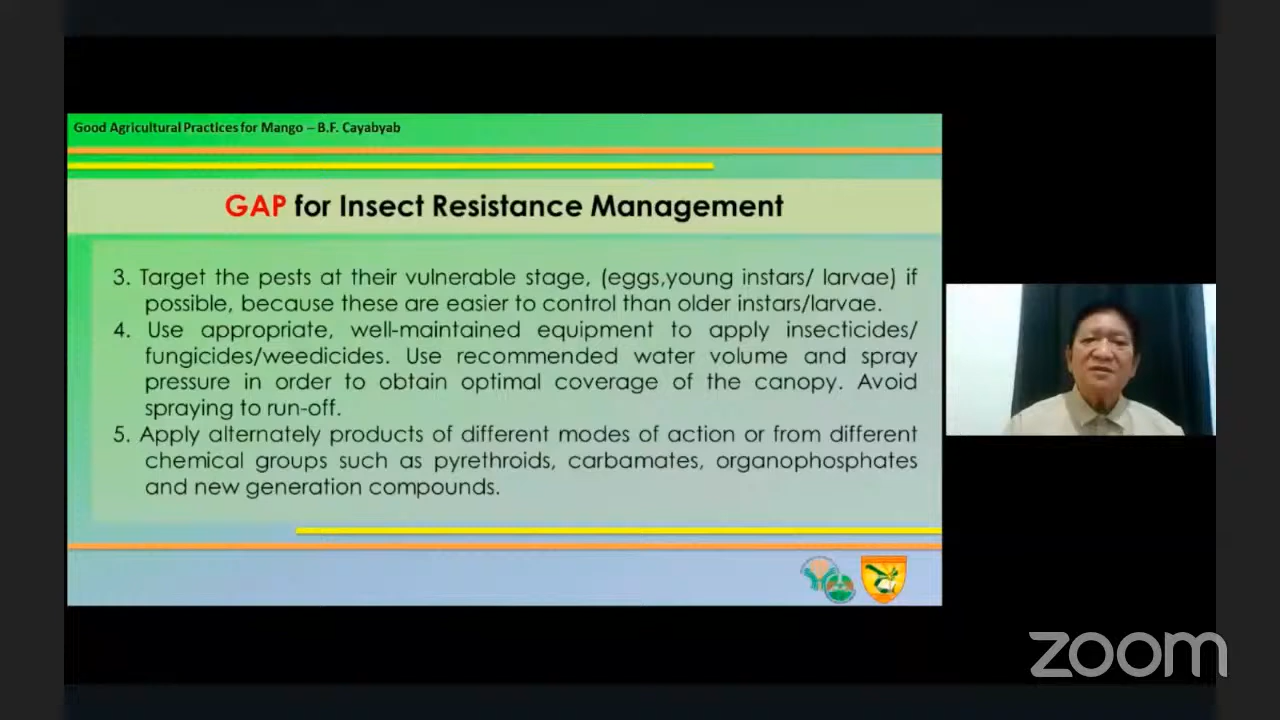 Good Agricultural Practices for Mango – B.F. Cayabyab
GAP for Insect Resistance Management
3. Target the pests at their vulnerable stage, (eggs,young instars/ larvae) if
possible, because these are easier to control than older instars/larvae.
4. Use appropriate, well-maintained equipment to apply insecticides/
fungicides/weedicides. Use recommended water volume and spray
pressure in order to obtain optimal coverage of the canopy. Avoid
spraying to run-off.
5. Apply alternately products of different modes of action or from different
chemical groups such as pyrethroids, carbamates, organophosphates
and new generation compounds.
zoom